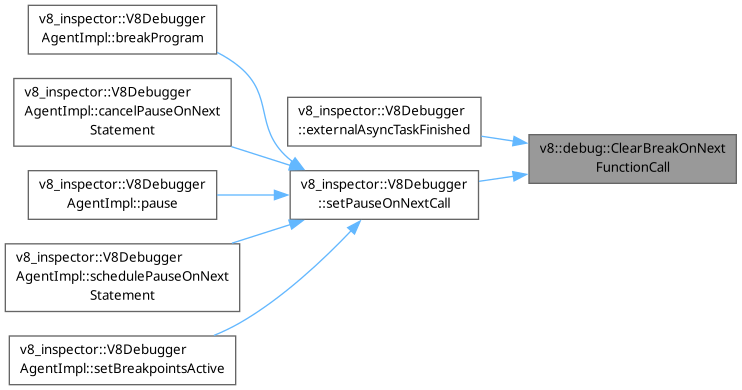 v8_inspector::V8Debugger
AgentImpl::breakProgram
v8_inspector::V8Debugger
AgentImpl::cancelPauseOnNext
Statement
v8_inspector::V8Debugger
AgentImpl::pause
v8_inspector::V8Debugger
AgentImpl::schedulePauseOnNext
Statement
v8_inspector::V8Debugger
AgentImpl::setBreakpointsActive
v8_inspector::V8Debugger
::externalAsyncTaskFinished
v8_inspector::V8Debugger
::setPauseOnNextCall
v8::debug::ClearBreakOnNext
FunctionCall